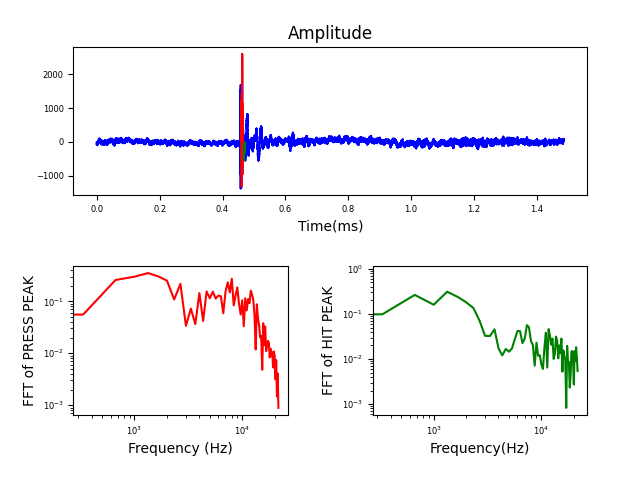 Amplitude
2000
1000
0
−1000
0.0 0.2 0.4 0.6 0.8 1.0 1.2 1.4
Time(ms)
FFT of PRESS PEAK
10⁻¹
10⁻²
10⁻³
10³ 10⁴
Frequency (Hz)
FFT of HIT PEAK
10⁰
10⁻¹
10⁻²
10⁻³
10³ 10⁴
Frequency(Hz)